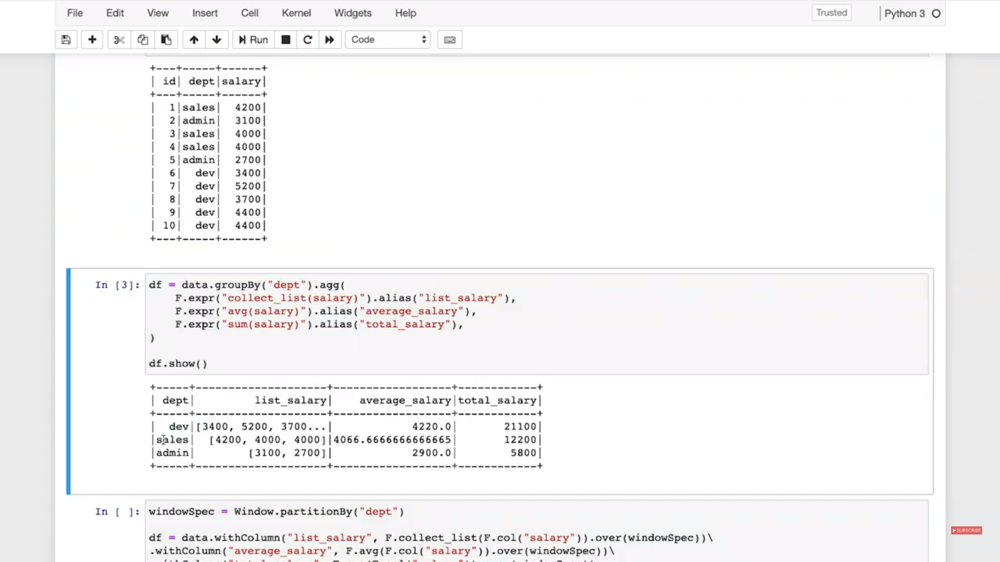 File Edit View Insert Cell Kernel Widgets Help Trusted Python 3
Run Code
+---+-----+------+
| id| dept|salary|
+---+-----+------+
| 1|sales| 4200|
| 2|admin| 3100|
| 3|sales| 4000|
| 4|sales| 4000|
| 5|admin| 2700|
| 6| dev| 3400|
| 7| dev| 5200|
| 8| dev| 3700|
| 9| dev| 4400|
| 10| dev| 4400|
+---+-----+------+
In [3]: df = data.groupBy("dept").agg(
F.expr("collect_list(salary)").alias("list_salary"),
F.expr("avg(salary)").alias("average_salary"),
F.expr("sum(salary)").alias("total_salary"),
)
df.show()
+-----+--------------------+------------------+------------+
| dept| list_salary| average_salary|total_salary|
+-----+--------------------+------------------+------------+
| dev|[3400, 5200, 3700...| 4220.0| 21100|
|sales| [4200, 4000, 4000]|4066.6666666666665| 12200|
|admin| [3100, 2700]| 2900.0| 5800|
+-----+--------------------+------------------+------------+
In [ ]: windowSpec = Window.partitionBy("dept")
df = data.withColumn("list_salary", F.collect_list(F.col("salary")).over(windowSpec))\
.withColumn("average_salary", F.avg(F.col("salary")).over(windowSpec))\
SUBSCRIBE